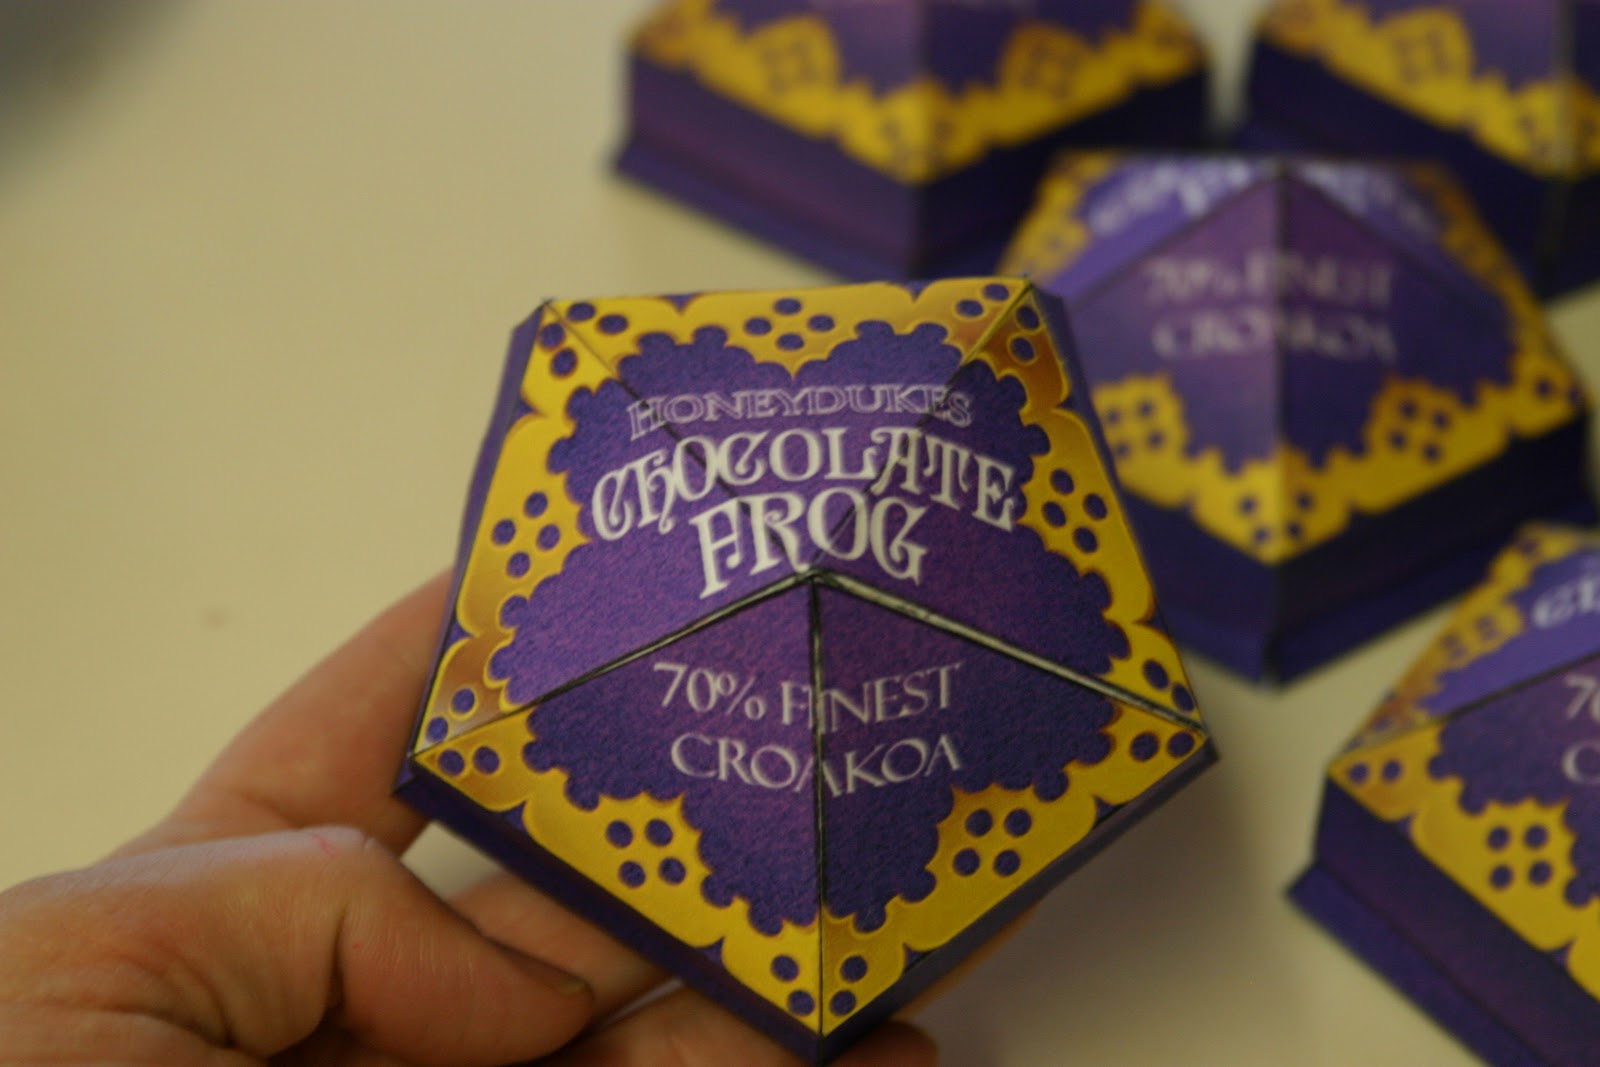 HONEYDUKES
CHOCOLATE
FROG
70% FINEST
CROAKOA
70% FINEST
CROAKOA